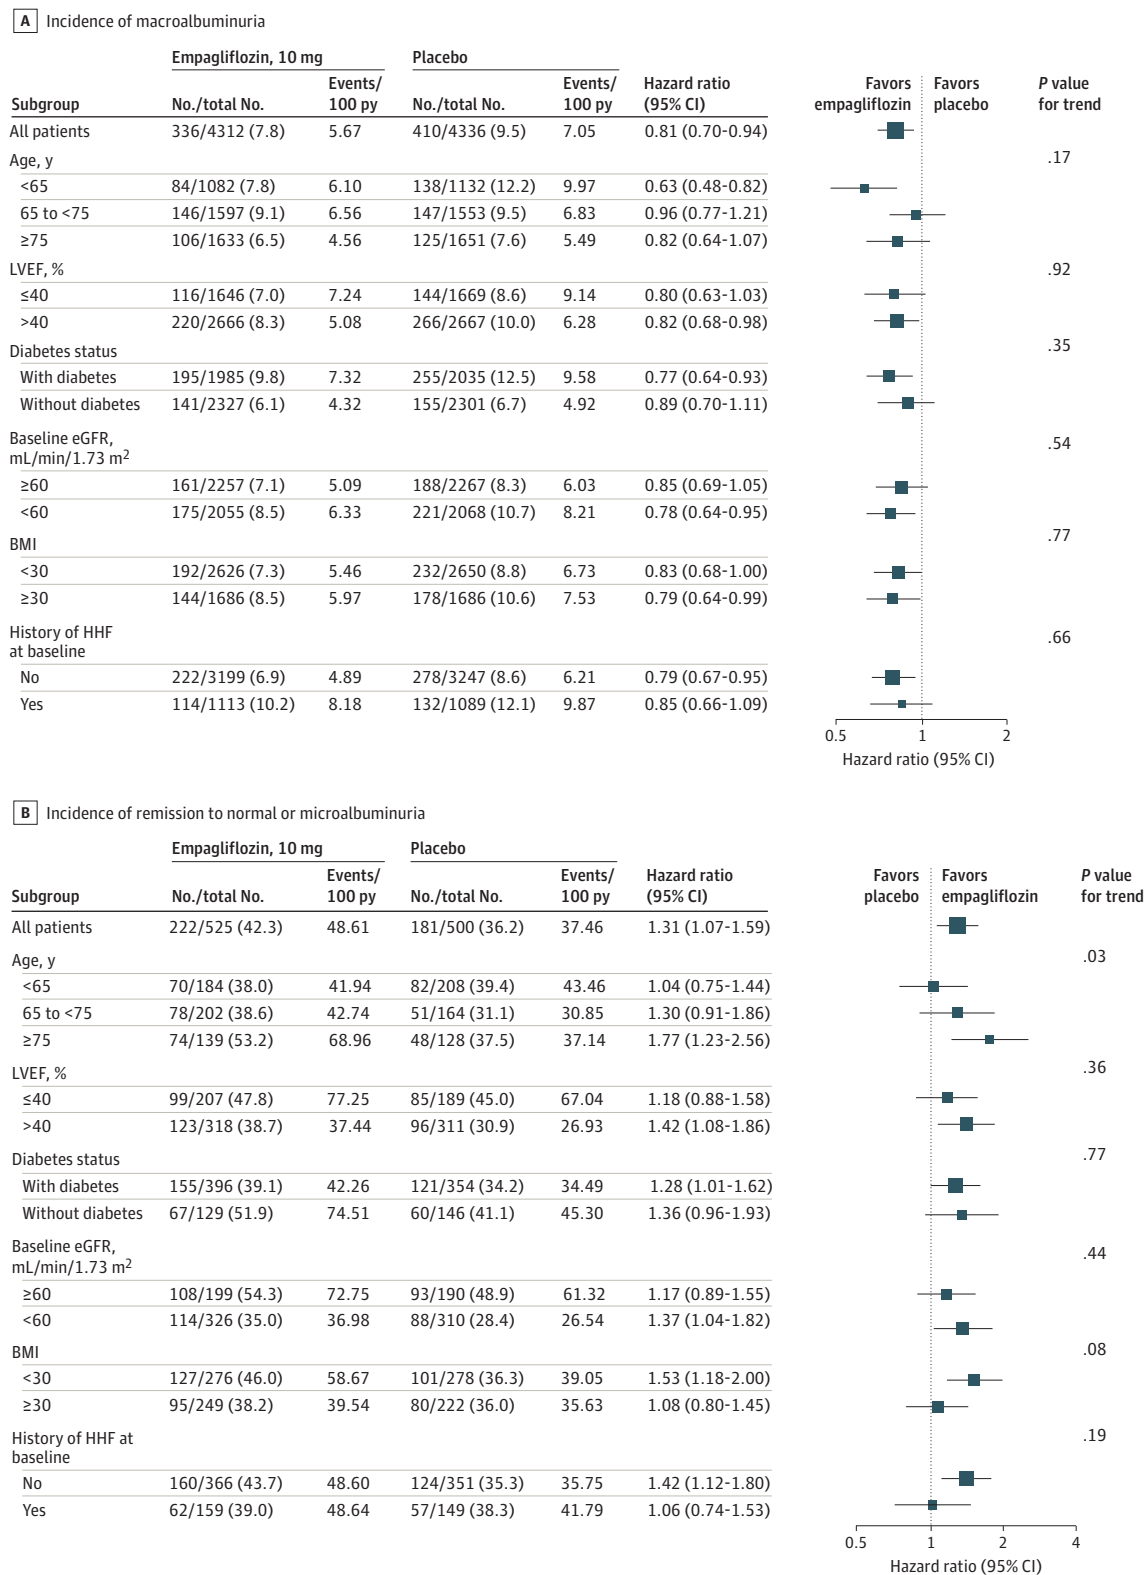 A Incidence of macroalbuminuria
Empagliflozin, 10 mg Placebo
Subgroup No./total No. Events/100 py No./total No. Events/100 py Hazard ratio (95% CI) Favors empagliflozin Favors placebo P value for trend
All patients 336/4312 (7.8) 5.67 410/4336 (9.5) 7.05 0.81 (0.70-0.94)
Age, y .17
<65 84/1082 (7.8) 6.10 138/1132 (12.2) 9.97 0.63 (0.48-0.82)
65 to <75 146/1597 (9.1) 6.56 147/1553 (9.5) 6.83 0.96 (0.77-1.21)
≥75 106/1633 (6.5) 4.56 125/1651 (7.6) 5.49 0.82 (0.64-1.07)
LVEF, % .92
≤40 116/1646 (7.0) 7.24 144/1669 (8.6) 9.14 0.80 (0.63-1.03)
>40 220/2666 (8.3) 5.08 266/2667 (10.0) 6.28 0.82 (0.68-0.98)
Diabetes status .35
With diabetes 195/1985 (9.8) 7.32 255/2035 (12.5) 9.58 0.77 (0.64-0.93)
Without diabetes 141/2327 (6.1) 4.32 155/2301 (6.7) 4.92 0.89 (0.70-1.11)
Baseline eGFR,
mL/min/1.73 m² .54
≥60 161/2257 (7.1) 5.09 188/2267 (8.3) 6.03 0.85 (0.69-1.05)
<60 175/2055 (8.5) 6.33 221/2068 (10.7) 8.21 0.78 (0.64-0.95)
BMI .77
<30 192/2626 (7.3) 5.46 232/2650 (8.8) 6.73 0.83 (0.68-1.00)
≥30 144/1686 (8.5) 5.97 178/1686 (10.6) 7.53 0.79 (0.64-0.99)
History of HHF
at baseline .66
No 222/3199 (6.9) 4.89 278/3247 (8.6) 6.21 0.79 (0.67-0.95)
Yes 114/1113 (10.2) 8.18 132/1089 (12.1) 9.87 0.85 (0.66-1.09)
0.5 1 2
Hazard ratio (95% CI)
B Incidence of remission to normal or microalbuminuria
Empagliflozin, 10 mg Placebo
Subgroup No./total No. Events/100 py No./total No. Events/100 py Hazard ratio (95% CI) Favors placebo Favors empagliflozin P value for trend
All patients 222/525 (42.3) 48.61 181/500 (36.2) 37.46 1.31 (1.07-1.59)
Age, y .03
<65 70/184 (38.0) 41.94 82/208 (39.4) 43.46 1.04 (0.75-1.44)
65 to <75 78/202 (38.6) 42.74 51/164 (31.1) 30.85 1.30 (0.91-1.86)
≥75 74/139 (53.2) 68.96 48/128 (37.5) 37.14 1.77 (1.23-2.56)
LVEF, % .36
≤40 99/207 (47.8) 77.25 85/189 (45.0) 67.04 1.18 (0.88-1.58)
>40 123/318 (38.7) 37.44 96/311 (30.9) 26.93 1.42 (1.08-1.86)
Diabetes status .77
With diabetes 155/396 (39.1) 42.26 121/354 (34.2) 34.49 1.28 (1.01-1.62)
Without diabetes 67/129 (51.9) 74.51 60/146 (41.1) 45.30 1.36 (0.96-1.93)
Baseline eGFR,
mL/min/1.73 m² .44
≥60 108/199 (54.3) 72.75 93/190 (48.9) 61.32 1.17 (0.89-1.55)
<60 114/326 (35.0) 36.98 88/310 (28.4) 26.54 1.37 (1.04-1.82)
BMI .08
<30 127/276 (46.0) 58.67 101/278 (36.3) 39.05 1.53 (1.18-2.00)
≥30 95/249 (38.2) 39.54 80/222 (36.0) 35.63 1.08 (0.80-1.45)
History of HHF at
baseline .19
No 160/366 (43.7) 48.60 124/351 (35.3) 35.75 1.42 (1.12-1.80)
Yes 62/159 (39.0) 48.64 57/149 (38.3) 41.79 1.06 (0.74-1.53)
0.5 1 2 4
Hazard ratio (95% CI)